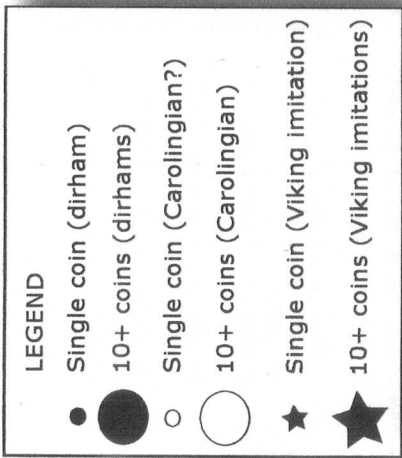 LEGEND
Single coin (dirham)
10+ coins (dirhams)
Single coin (Carolingian?)
10+ coins (Carolingian)
Single coin (Viking imitation)
10+ coins (Viking imitations)